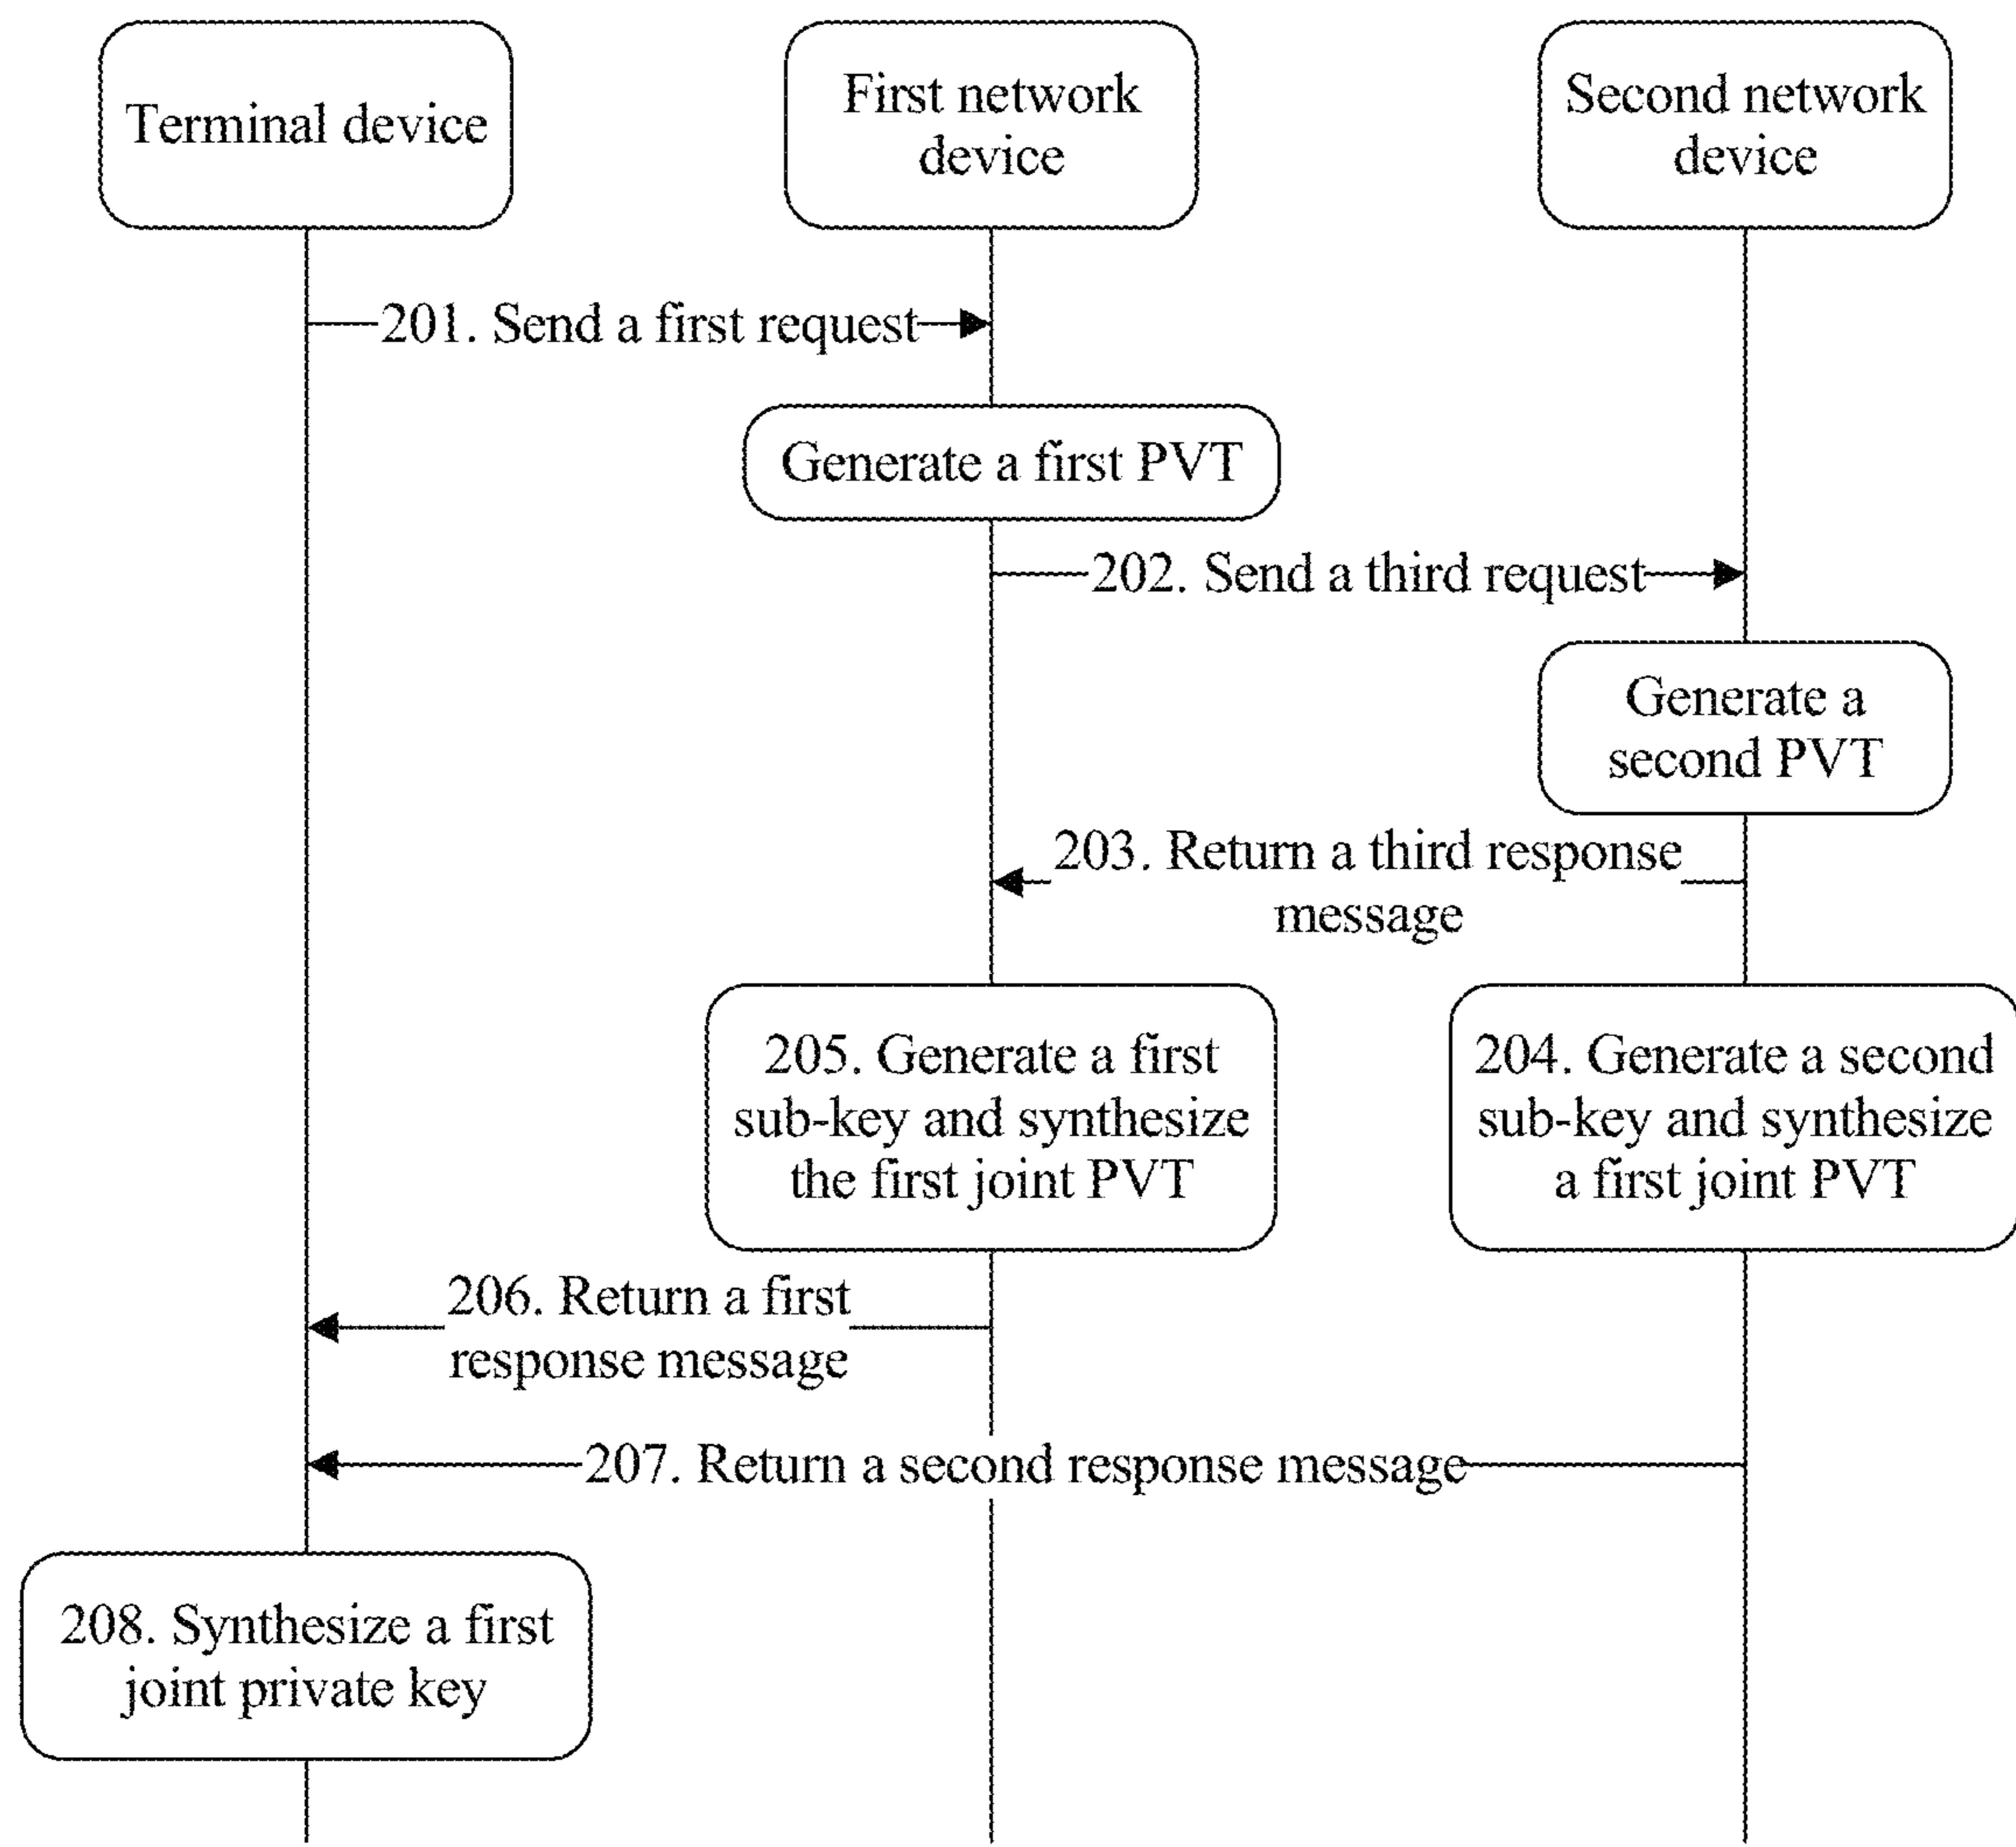 Terminal device
First network
device
Second network
device
201. Send a first request
Generate a first PVT
202. Send a third request
Generate a
second PVT
203. Return a third response
message
205. Generate a first
sub-key and synthesize
the first joint PVT
204. Generate a second
sub-key and synthesize
a first joint PVT
206. Return a first
response message
207. Return a second response message
208. Synthesize a first
joint private key